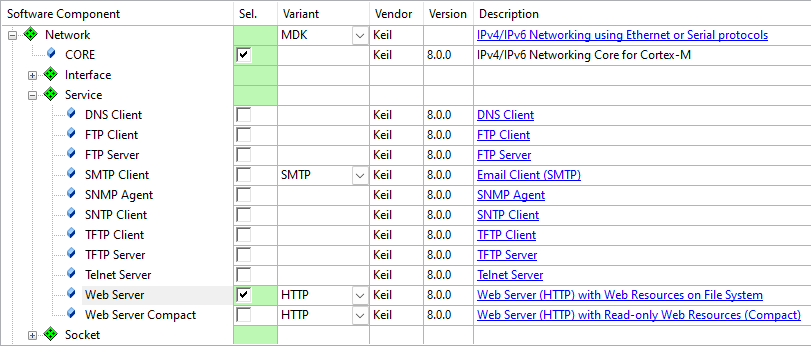 Software Component Sel. Variant Vendor Version Description
Network MDK Keil IPv4/IPv6 Networking using Ethernet or Serial protocols
CORE Keil 8.0.0 IPv4/IPv6 Networking Core for Cortex-M
Interface
Service
DNS Client Keil 8.0.0 DNS Client
FTP Client Keil 8.0.0 FTP Client
FTP Server Keil 8.0.0 FTP Server
SMTP Client SMTP Keil 8.0.0 Email Client (SMTP)
SNMP Agent Keil 8.0.0 SNMP Agent
SNTP Client Keil 8.0.0 SNTP Client
TFTP Client Keil 8.0.0 TFTP Client
TFTP Server Keil 8.0.0 TFTP Server
Telnet Server Keil 8.0.0 Telnet Server
Web Server HTTP Keil 8.0.0 Web Server (HTTP) with Web Resources on File System
Web Server Compact HTTP Keil 8.0.0 Web Server (HTTP) with Read-only Web Resources (Compact)
Socket